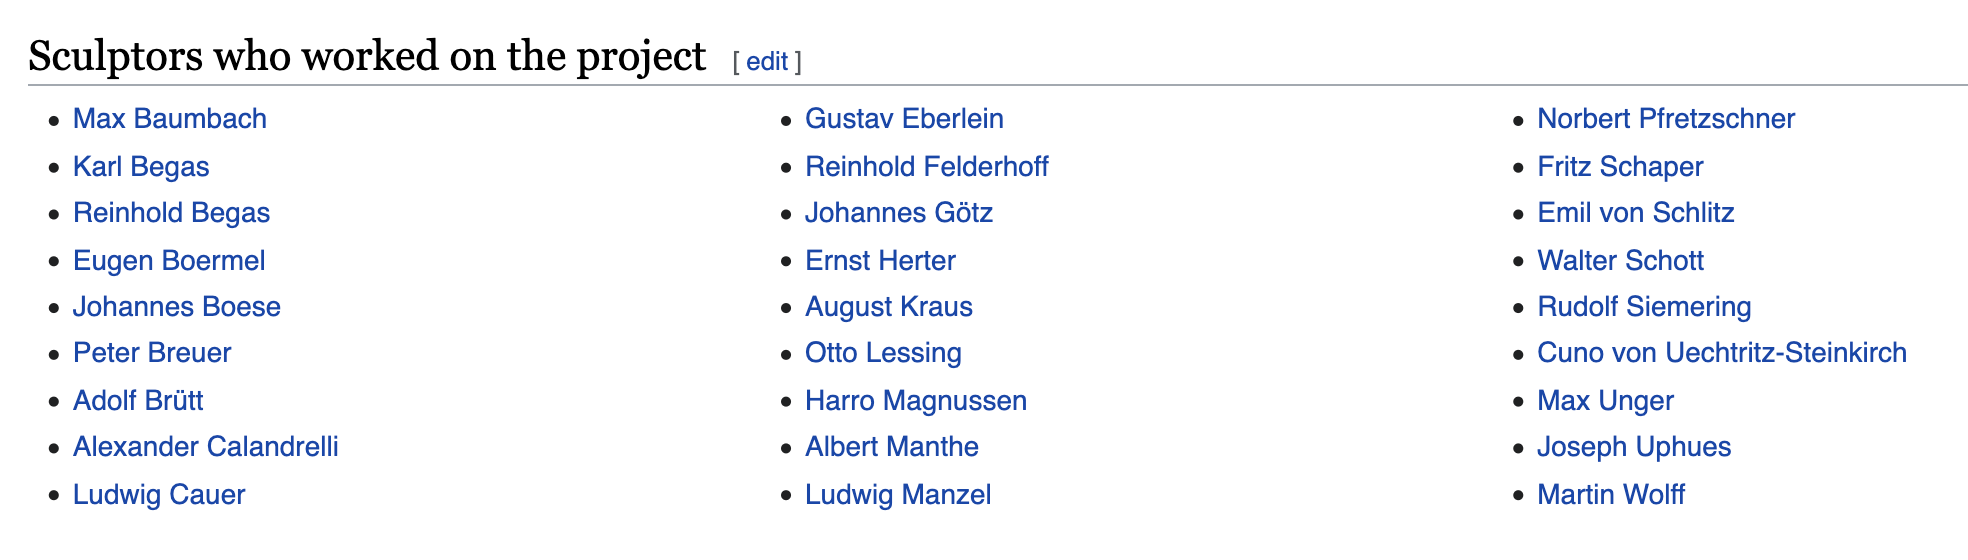 Sculptors who worked on the project [ edit ]
Max Baumbach
Karl Begas
Reinhold Begas
Eugen Boermel
Johannes Boese
Peter Breuer
Adolf Brütt
Alexander Calandrelli
Ludwig Cauer
Gustav Eberlein
Reinhold Felderhoff
Johannes Götz
Ernst Herter
August Kraus
Otto Lessing
Harro Magnussen
Albert Manthe
Ludwig Manzel
Norbert Pfretzschner
Fritz Schaper
Emil von Schlitz
Walter Schott
Rudolf Siemering
Cuno von Uechtritz-Steinkirch
Max Unger
Joseph Uphues
Martin Wolff